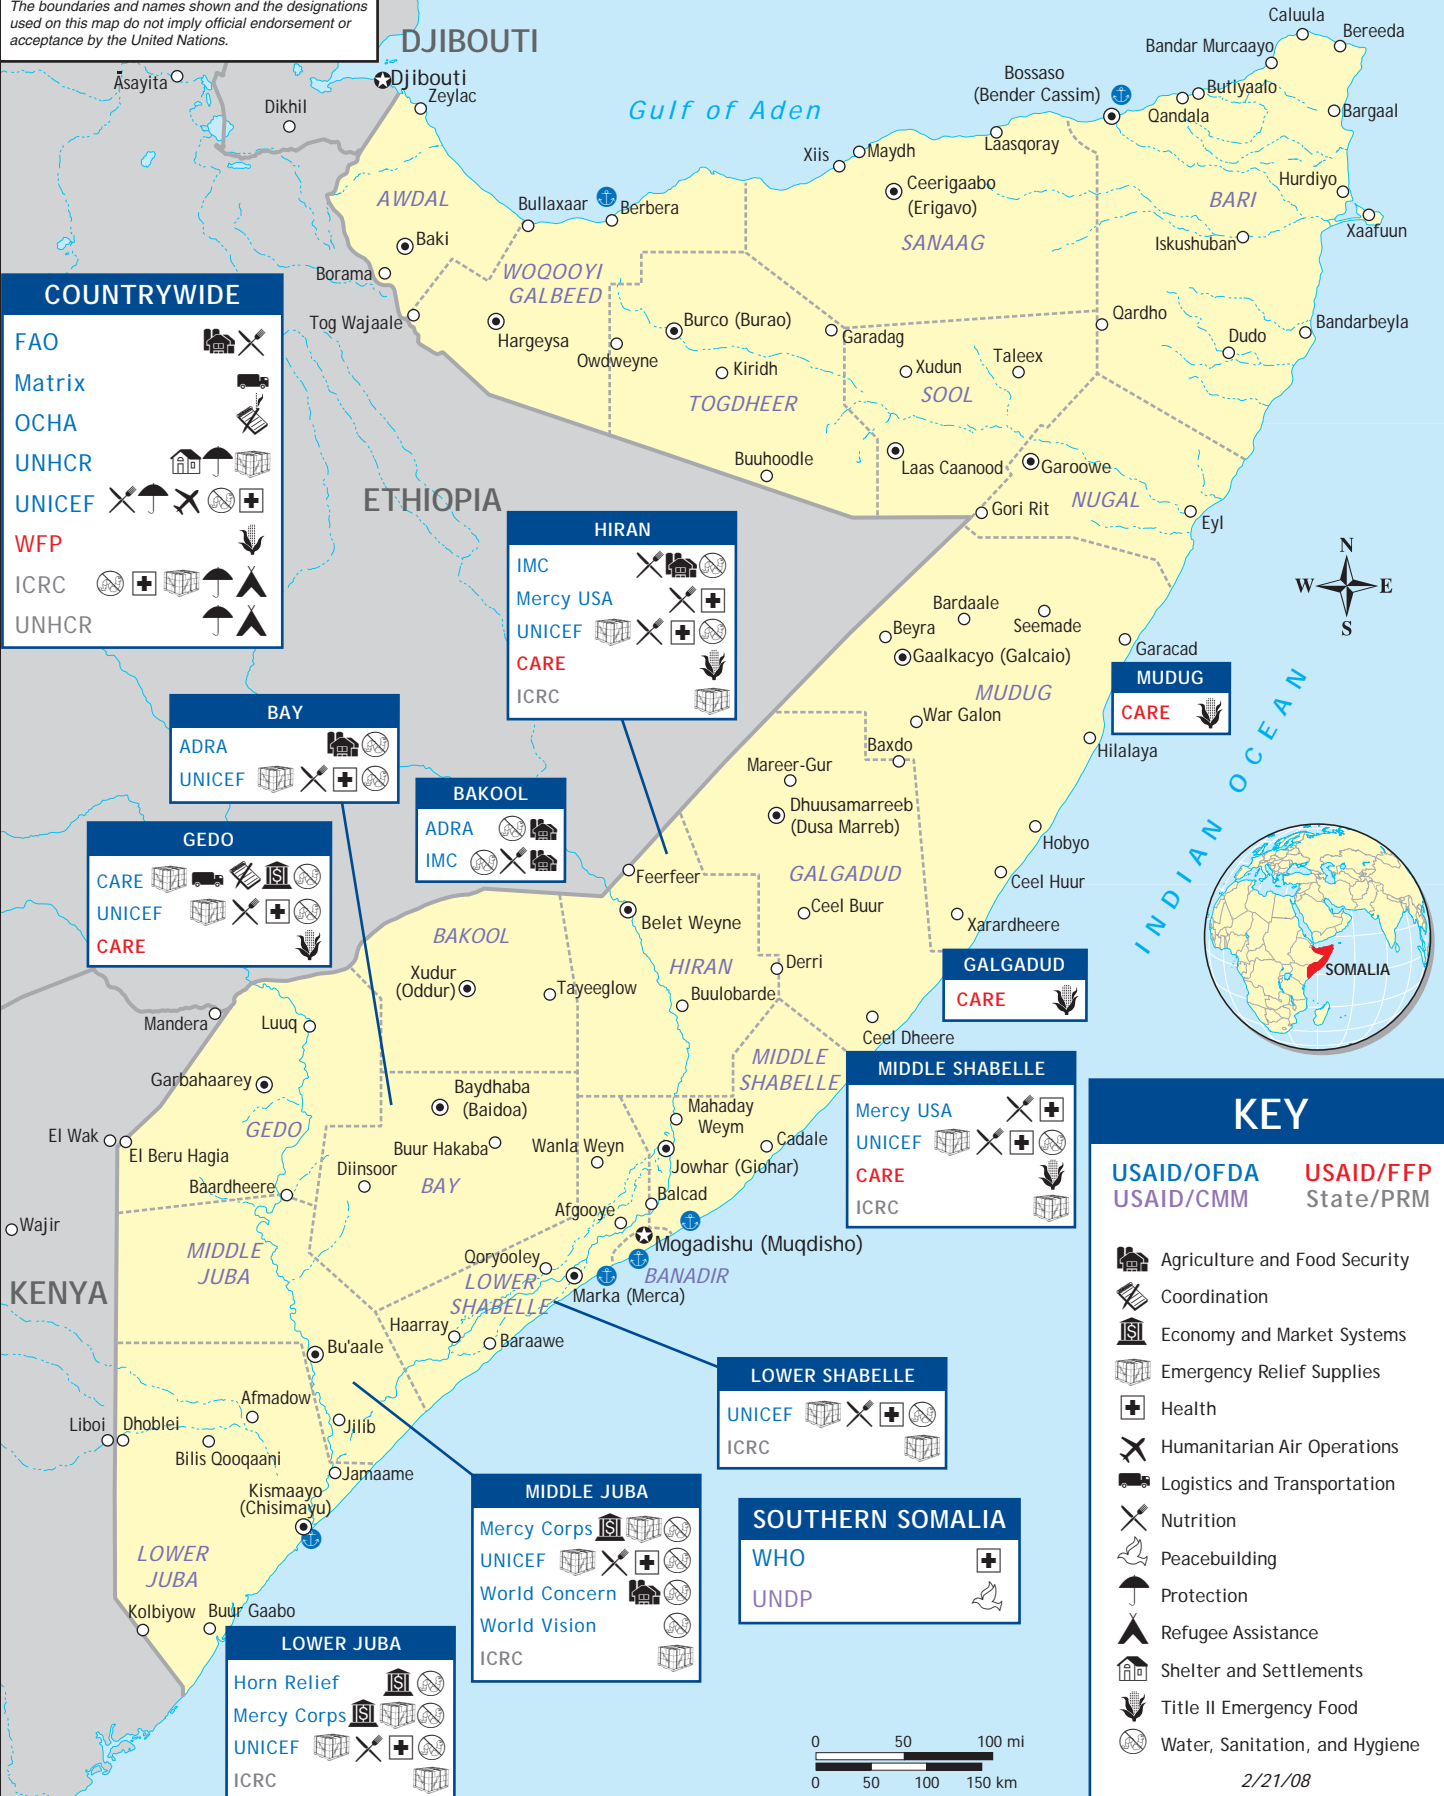 The boundaries and names shown and the designations
used on this map do not imply official endorsement or
acceptance by the United Nations.
DJIBOUTI
Djibouti
Asayita
Dikhil
Zeylac
Gulf of Aden
Caluula
Bereeda
Bandar Murcaayo
Bossaso
(Bender Cassim)
Butiyaalo
Qandala
Bargaal
Laasqoray
Xiis
Maydh
Ceerigaabo
(Erigavo)
SANAAG
BARI
Hurdiyo
Xaafuun
Iskushuban
AWDAL
Bullaxaar
Berbera
Baki
Borama
WOQOOYI
GALBEED
Tog Wajaale
Hargeysa
Owdweyne
Burco (Burao)
Garadag
Kiridh
TOGDHEER
Xudun
Taleex
SOOL
Qardho
Dudo
Bandarbeyla
Buuhoodle
Laas Caanood
Garoowe
NUGAL
Gori Rit
Eyl
ETHIOPIA
COUNTRYWIDE
FAO
Matrix
OCHA
UNHCR
UNICEF
WFP
ICRC
UNHCR
HIRAN
IMC
Mercy USA
UNICEF
CARE
ICRC
N
W
E
S
Bardaale
Seemade
Beyra
Gaalkacyo (Galcaio)
Garacad
MUDUG
MUDUG
CARE
War Galon
Baxdo
Hilalaya
INDIAN OCEAN
Mareer-Gur
Dhuusamarreeb
(Dusa Marreb)
Hobyo
GALGADUD
Ceel Huur
Ceel Buur
Xarardheere
BAY
ADRA
UNICEF
BAKOOL
ADRA
IMC
GEDO
CARE
UNICEF
CARE
Feerfeer
Belet Weyne
BAKOOL
HIRAN
Derri
GALGADUD
CARE
SOMALIA
Xudur
(Oddur)
Tayeeglow
Buulobarde
Mandera
Luuq
Ceel Dheere
MIDDLE
SHABELLE
MIDDLE SHABELLE
Mercy USA
UNICEF
CARE
ICRC
Garbahaarey
Baydhaba
(Baidoa)
Mahaday
Weym
El Wak
El Beru Hagia
GEDO
Buur Hakaba
Wanla Weyn
Cadale
Jowhar (Giohar)
Diinsoor
BAY
Baardheere
Balcad
Afgooye
Wajir
Mogadishu (Muqdisho)
MIDDLE
JUBA
Qoryooley
LOWER
SHABELLE
BANADIR
Marka (Merca)
KENYA
Haarray
Baraawe
Bu'aale
LOWER SHABELLE
UNICEF
ICRC
Afmadow
Liboi
Dhoblei
Jilib
Bilis Qooqaani
Jamaame
Kismaayo
(Chisimayu)
MIDDLE JUBA
Mercy Corps
UNICEF
World Concern
World Vision
ICRC
SOUTHERN SOMALIA
WHO
UNDP
LOWER
JUBA
Kolbiyow
Buur Gaabo
LOWER JUBA
Horn Relief
Mercy Corps
UNICEF
ICRC
0 50 100 mi
0 50 100 150 km
KEY
USAID/OFDA USAID/FFP
USAID/CMM State/PRM
Agriculture and Food Security
Coordination
Economy and Market Systems
Emergency Relief Supplies
Health
Humanitarian Air Operations
Logistics and Transportation
Nutrition
Peacebuilding
Protection
Refugee Assistance
Shelter and Settlements
Title II Emergency Food
Water, Sanitation, and Hygiene
2/21/08